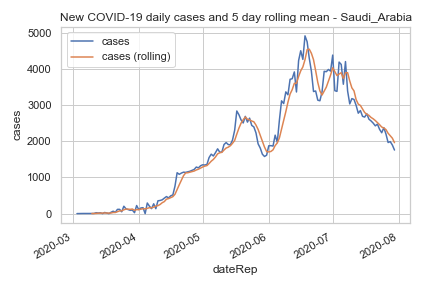 New COVID-19 daily cases and 5 day rolling mean - Saudi_Arabia
cases
cases (rolling)
5000
4000
3000
2000
1000
0
cases
2020-03
2020-04
2020-05
2020-06
2020-07
2020-08
dateRep